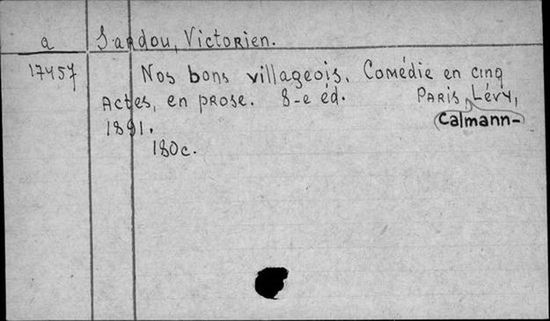 a Sardou, Victorien.
17457 Nos bons villageois. Comédie en cinq
actes, en prose. 8-e éd. Paris, Lévy,
Calmann-
1891.
180c.